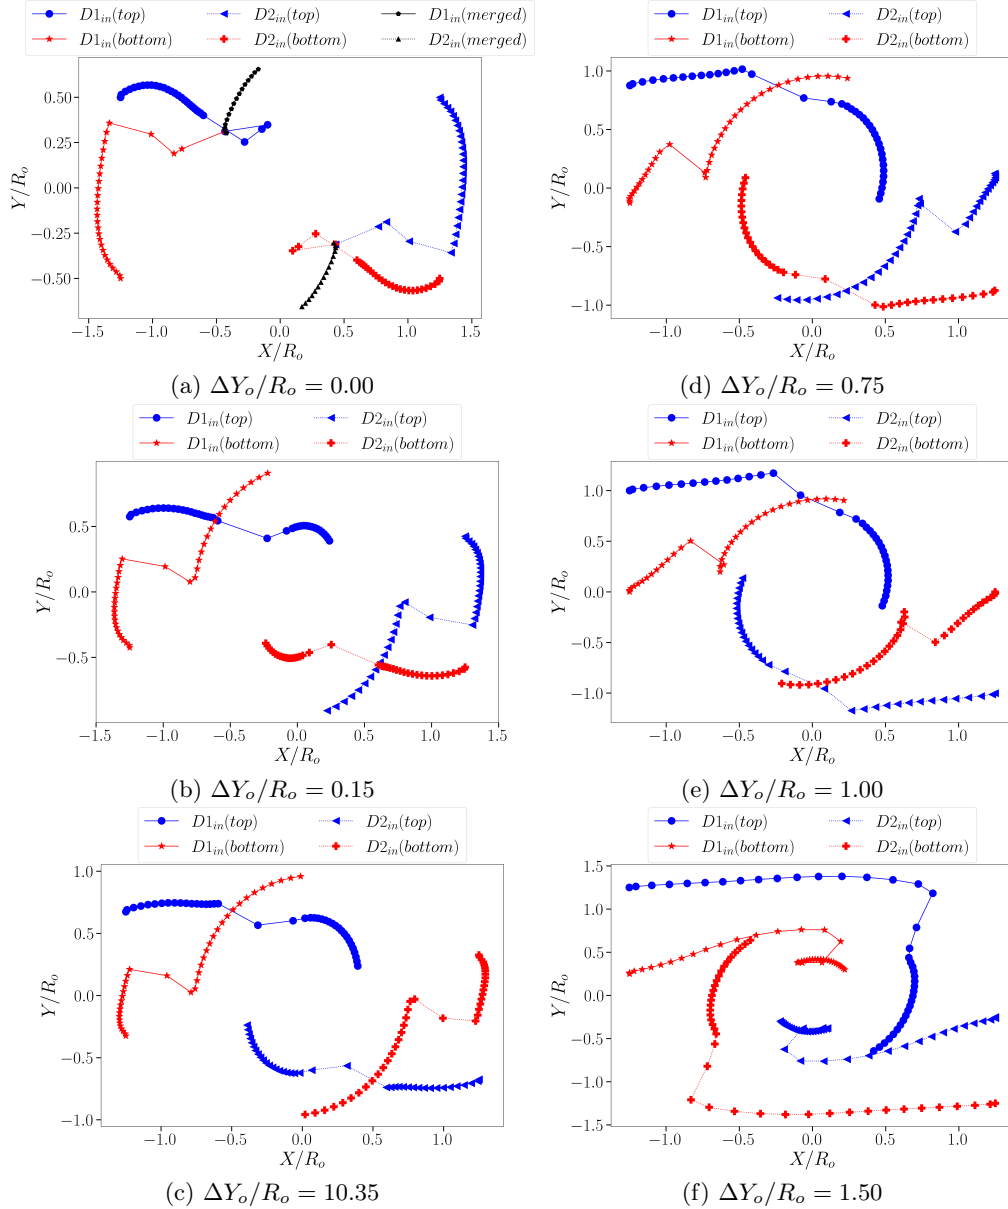 D1in(top) D2in(top) D1in(merged)
D1in(bottom) D2in(bottom) D2in(merged)
0.50
0.25
0.00
−0.25
−0.50
Y/Ro
−1.5 −1.0 −0.5 0.0 0.5 1.0 1.5
X/Ro
(a) ΔYo/Ro = 0.00
D1in(top) D2in(top)
D1in(bottom) D2in(bottom)
1.0
0.5
0.0
−0.5
−1.0
Y/Ro
−1.0 −0.5 0.0 0.5 1.0
X/Ro
(d) ΔYo/Ro = 0.75
D1in(top) D2in(top)
D1in(bottom) D2in(bottom)
0.5
0.0
−0.5
Y/Ro
−1.5 −1.0 −0.5 0.0 0.5 1.0 1.5
X/Ro
(b) ΔYo/Ro = 0.15
D1in(top) D2in(top)
D1in(bottom) D2in(bottom)
1.0
0.5
0.0
−0.5
−1.0
Y/Ro
−1.0 −0.5 0.0 0.5 1.0
X/Ro
(e) ΔYo/Ro = 1.00
D1in(top) D2in(top)
D1in(bottom) D2in(bottom)
1.0
0.5
0.0
−0.5
−1.0
Y/Ro
−1.0 −0.5 0.0 0.5 1.0
X/Ro
(c) ΔYo/Ro = 10.35
D1in(top) D2in(top)
D1in(bottom) D2in(bottom)
1.5
1.0
0.5
0.0
−0.5
−1.0
−1.5
Y/Ro
−1.0 −0.5 0.0 0.5 1.0
X/Ro
(f) ΔYo/Ro = 1.50